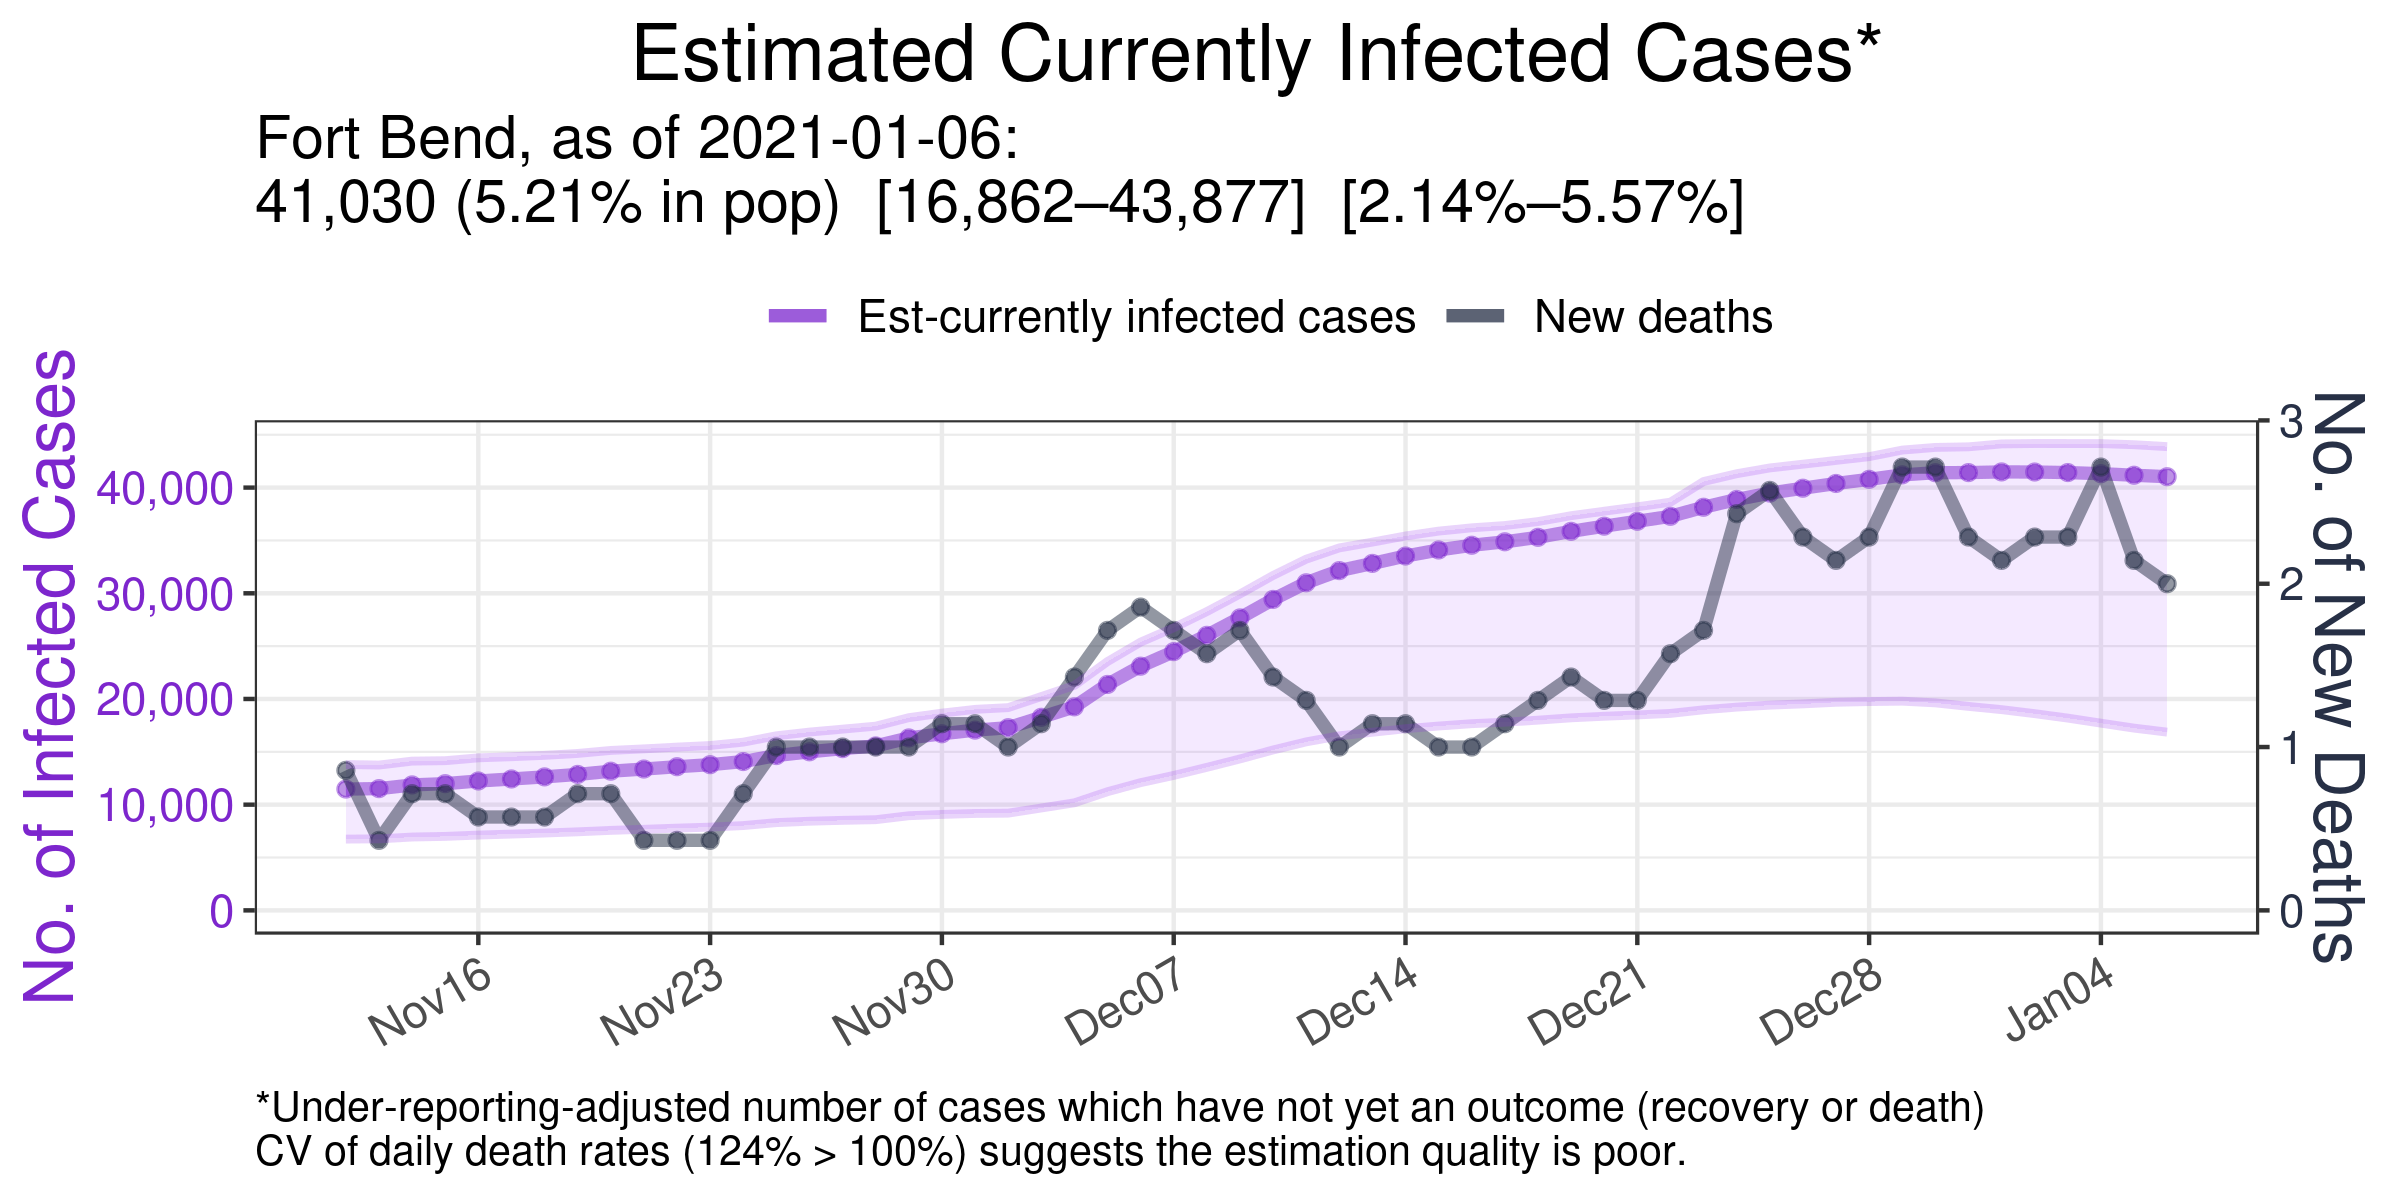 Estimated Currently Infected Cases*
Fort Bend, as of 2021-01-06:
41,030 (5.21% in pop)  [16,862–43,877]  [2.14%–5.57%]
Est-currently infected cases
New deaths
No. of Infected Cases
40,000
30,000
20,000
10,000
0
3
2
1
0
No. of New Deaths
Nov16
Nov23
Nov30
Dec07
Dec14
Dec21
Dec28
Jan04
*Under-reporting-adjusted number of cases which have not yet an outcome (recovery or death)
CV of daily death rates (124% > 100%) suggests the estimation quality is poor.